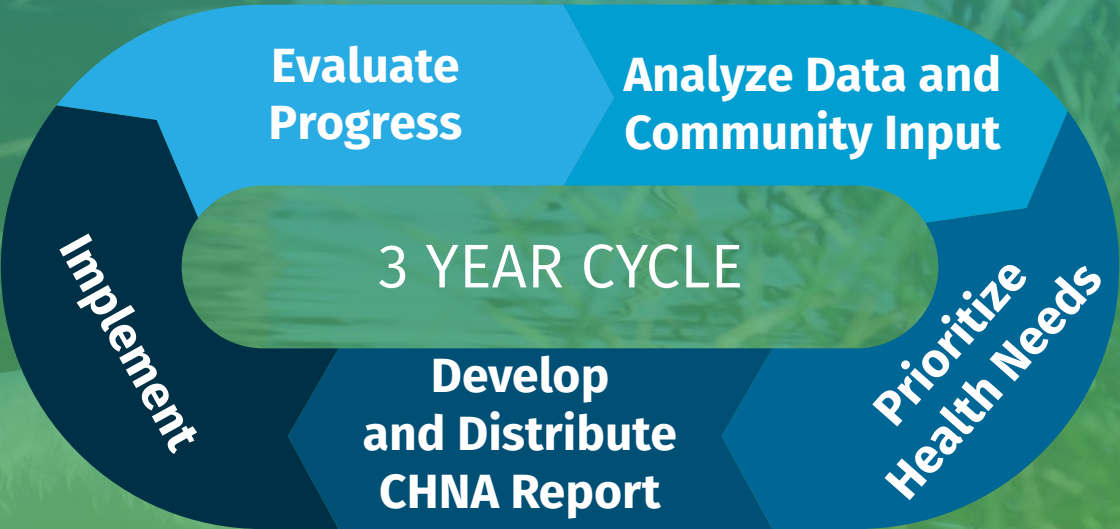 Evaluate
Progress
Analyze Data and
Community Input
3 YEAR CYCLE
Prioritize
Health Needs
Develop
and Distribute
CHNA Report
Implement